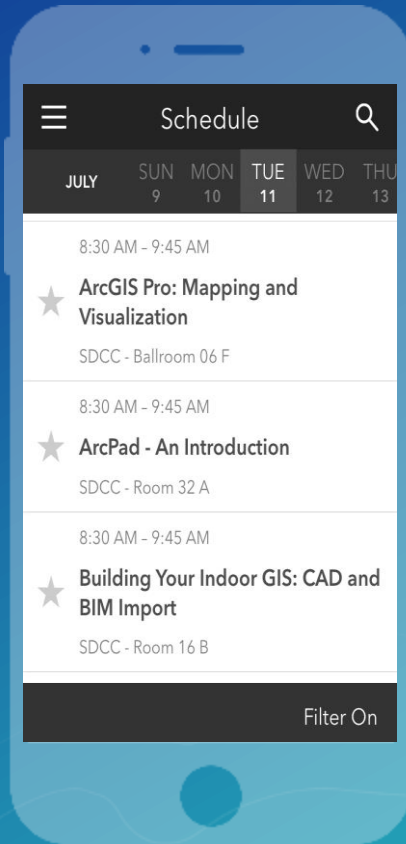 Schedule
JULY
SUN MON TUE WED THU
9 10 11 12 13
8:30 AM – 9:45 AM
ArcGIS Pro: Mapping and
Visualization
SDCC - Ballroom 06 F
8:30 AM – 9:45 AM
ArcPad - An Introduction
SDCC - Room 32 A
8:30 AM – 9:45 AM
Building Your Indoor GIS: CAD and
BIM Import
SDCC - Room 16 B
Filter On